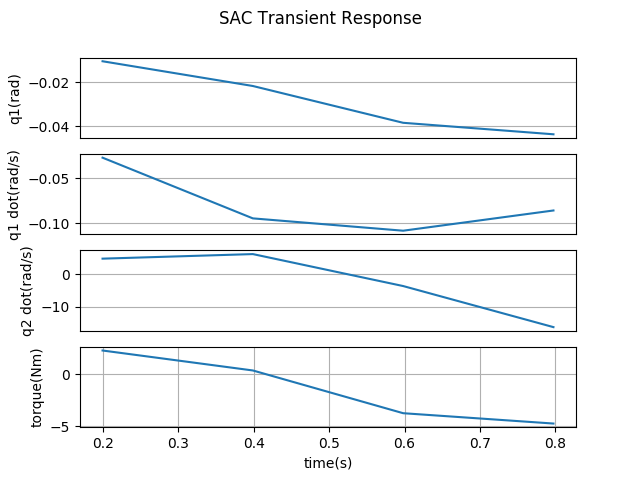 SAC Transient Response
q1(rad)
−0.02
−0.04
q1 dot(rad/s)
−0.05
−0.10
q2 dot(rad/s)
0
−10
torque(Nm)
0
−5
0.2 0.3 0.4 0.5 0.6 0.7 0.8
time(s)